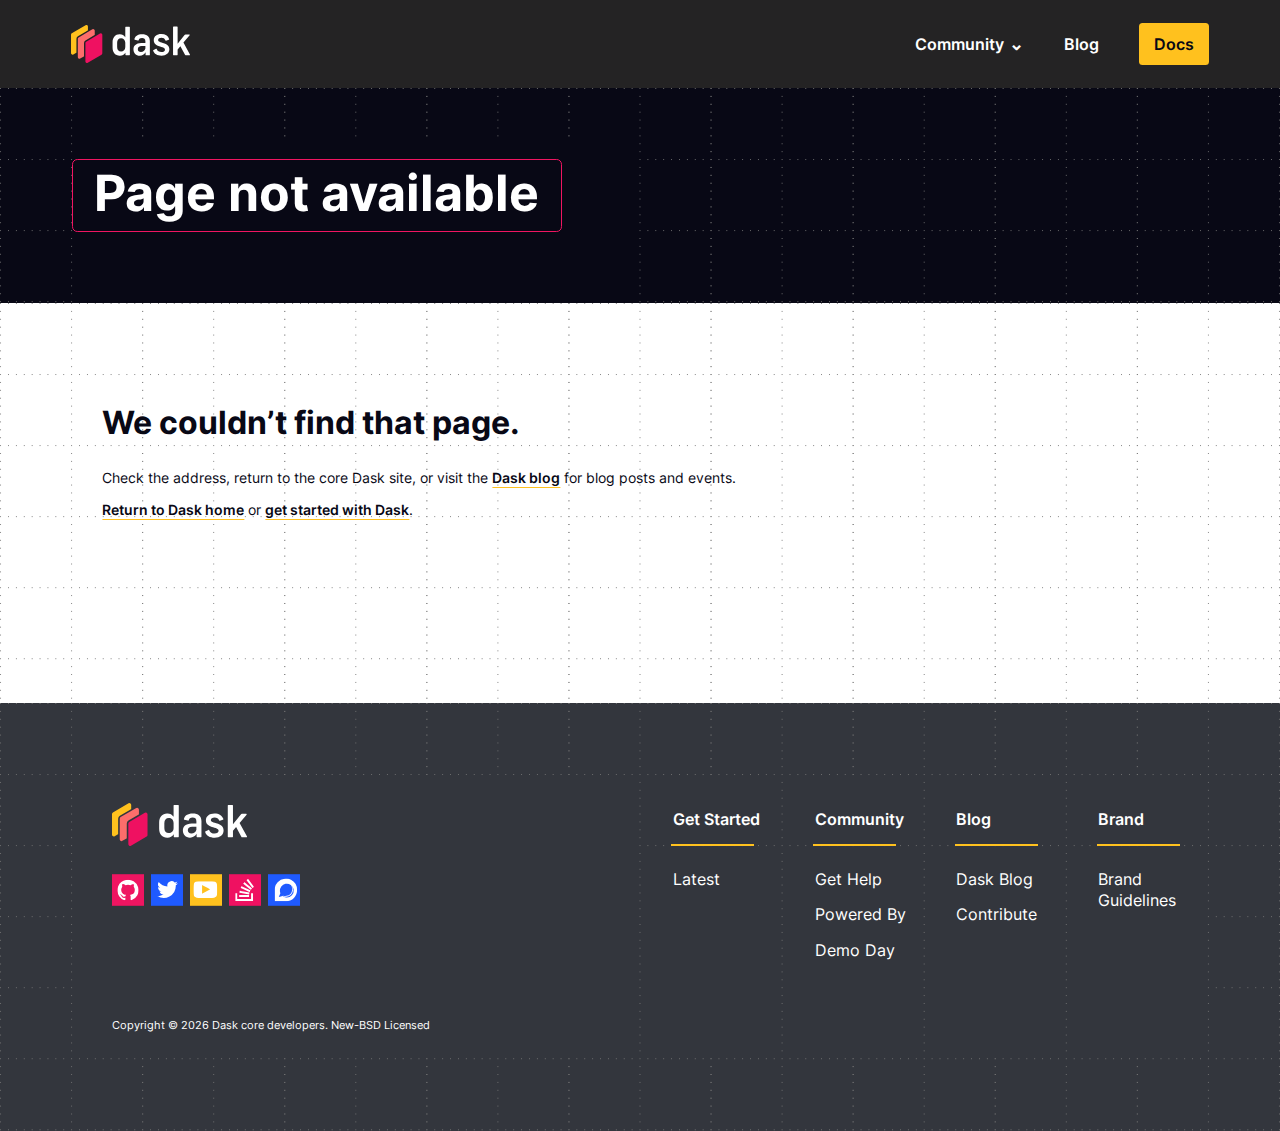 dask
Community
Blog
Docs
Page not available
We couldn’t find that page.
Check the address, return to the core Dask site, or visit the Dask blog for blog posts and events.
Return to Dask home or get started with Dask.
dask
Get Started
Latest
Community
Get Help
Powered By
Demo Day
Blog
Dask Blog
Contribute
Brand
Brand
Guidelines
Copyright © 2026 Dask core developers. New-BSD Licensed